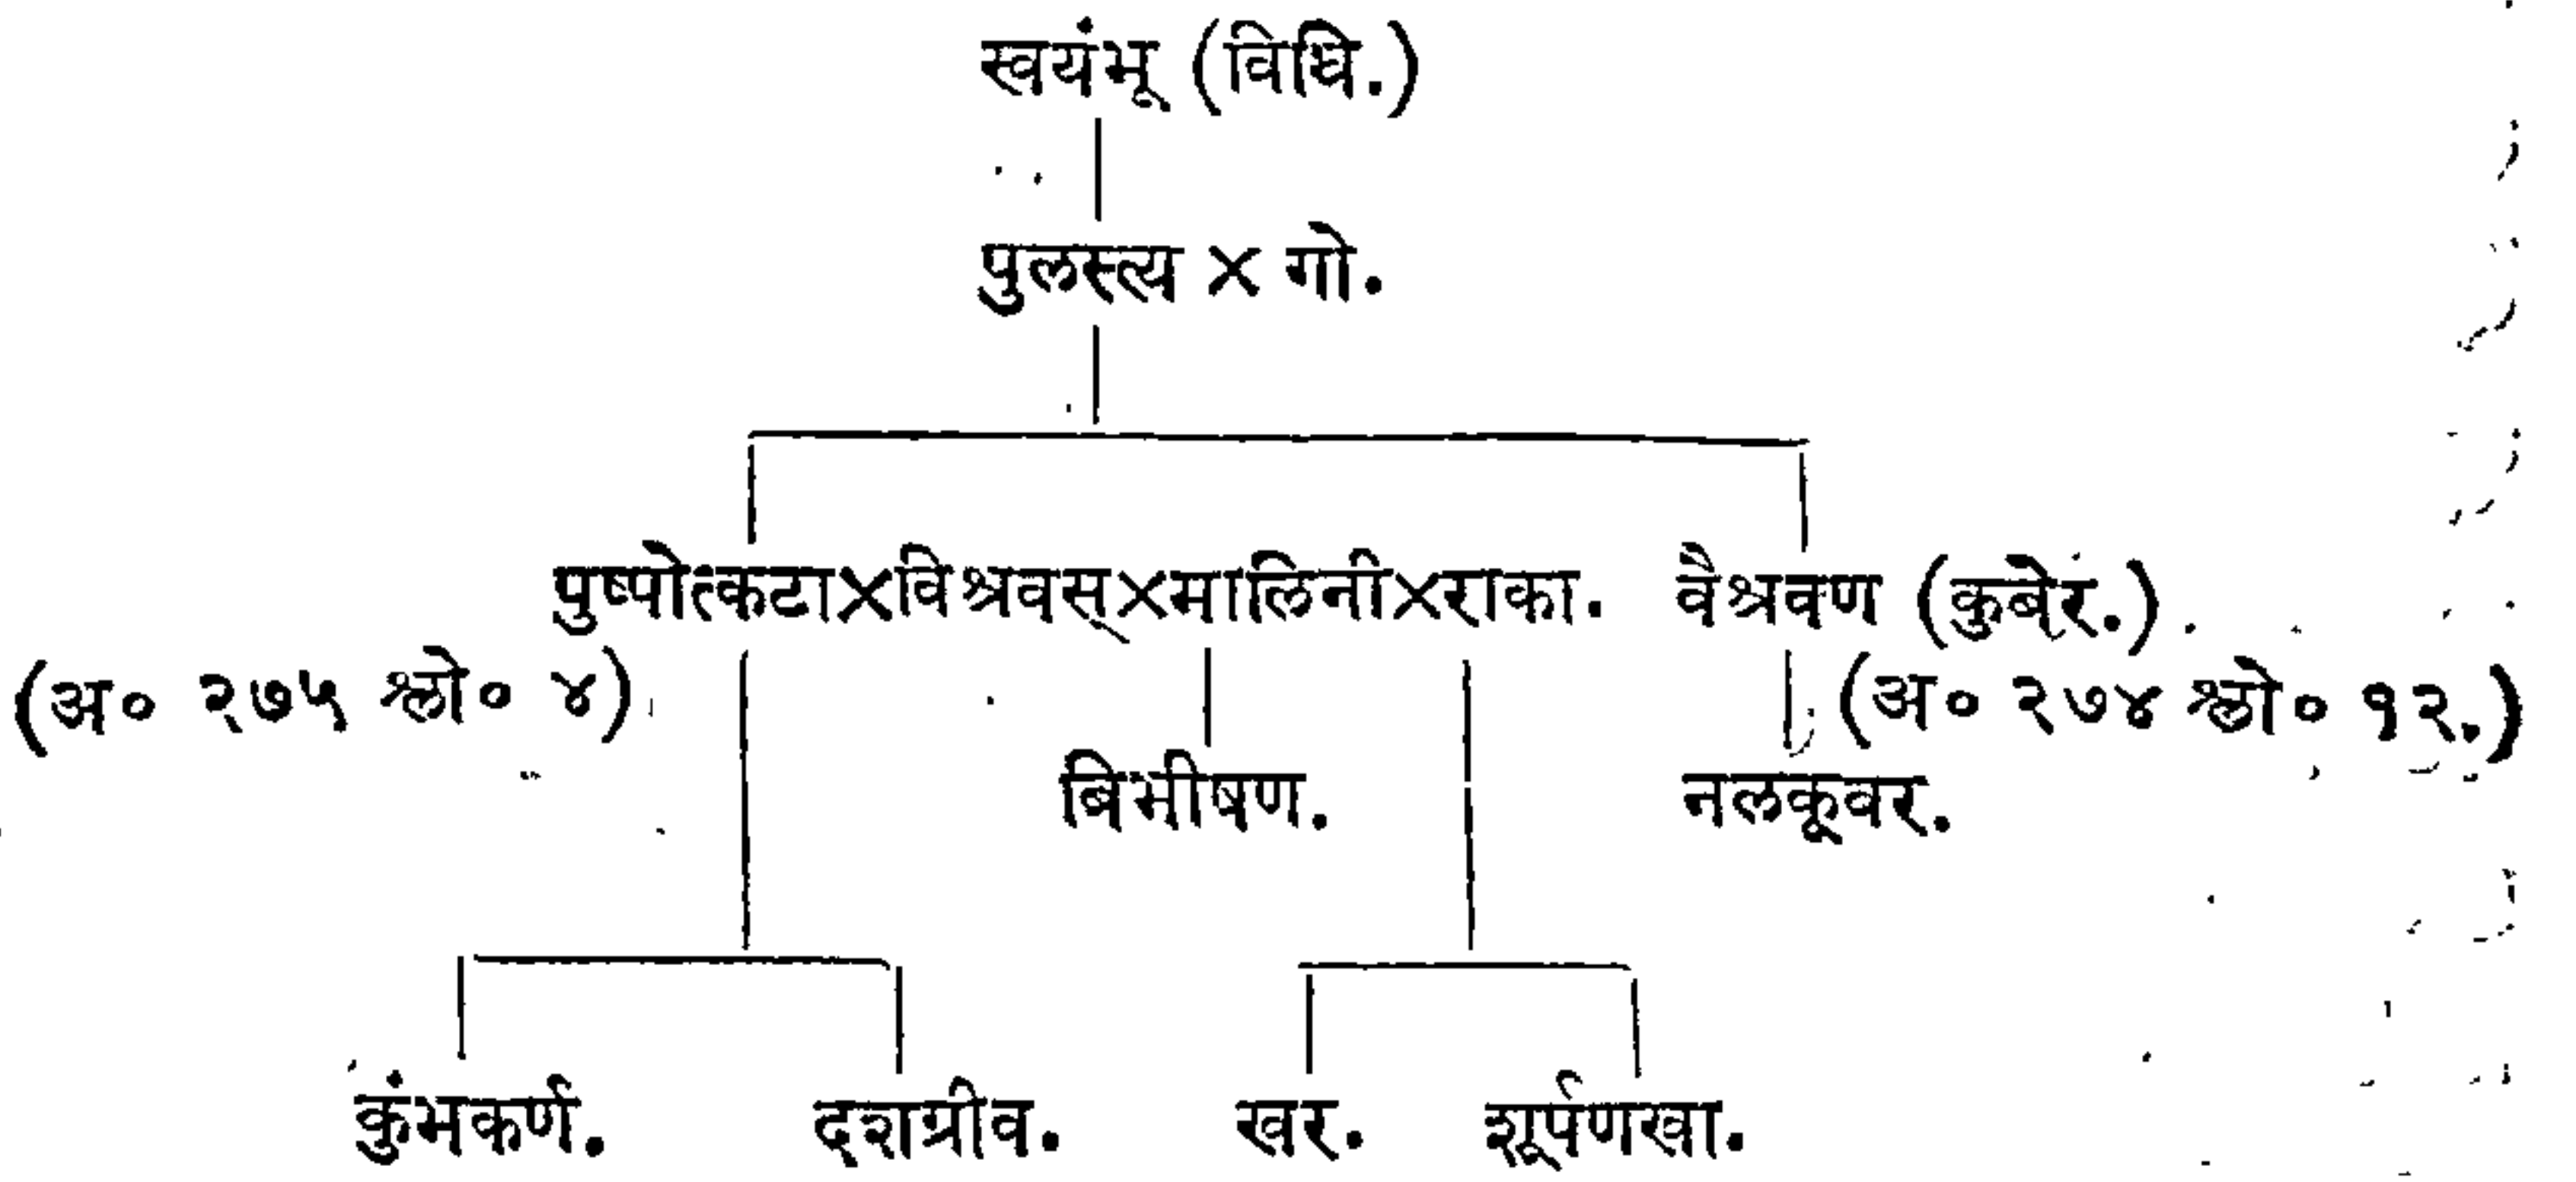 स्वयंभू (विधि.)
पुलस्त्य × गो.
पुष्पोत्कटा×विश्रवस्×मालिनी×राका. वैश्रवण (कुबेर.)
(अ० २७५ श्लो० ४) (अ० २७४ श्लो० १२.)
बिभीषण. नलकूवर.
कुंभकर्ण. दशग्रीव. खर. शूर्पणखा.